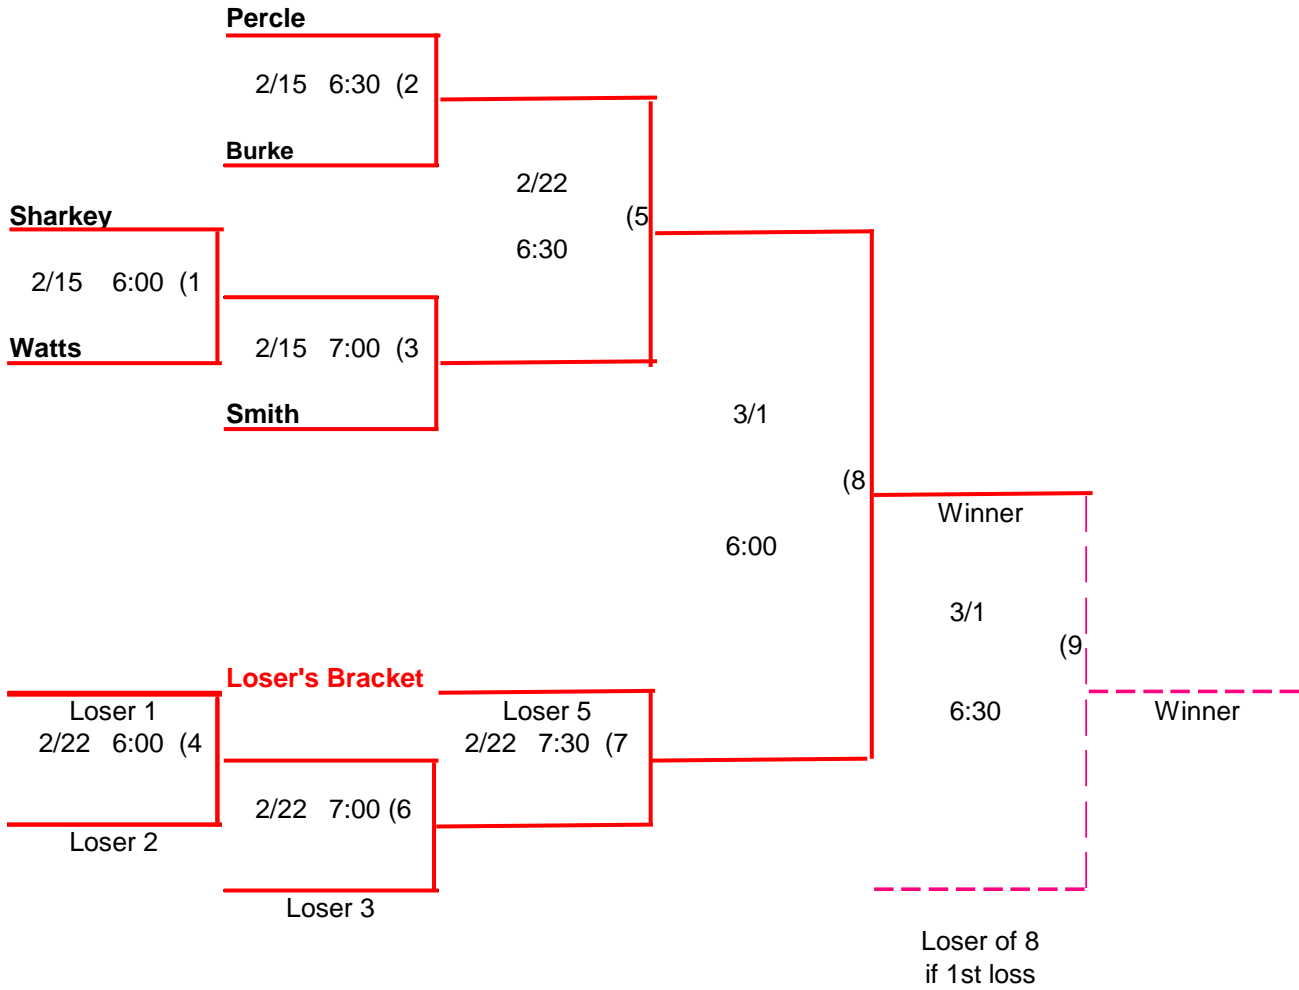 Percle
2/15 6:30 (2
Burke
2/22
Sharkey
(5
6:30
2/15 6:00 (1
Watts
2/15 7:00 (3
Smith
3/1
(8
Winner
6:00
3/1
(9
Loser's Bracket
Loser 1
Loser 5
6:30
Winner
2/22 6:00 (4
2/22 7:30 (7
2/22 7:00 (6
Loser 2
Loser 3
Loser of 8
if 1st loss